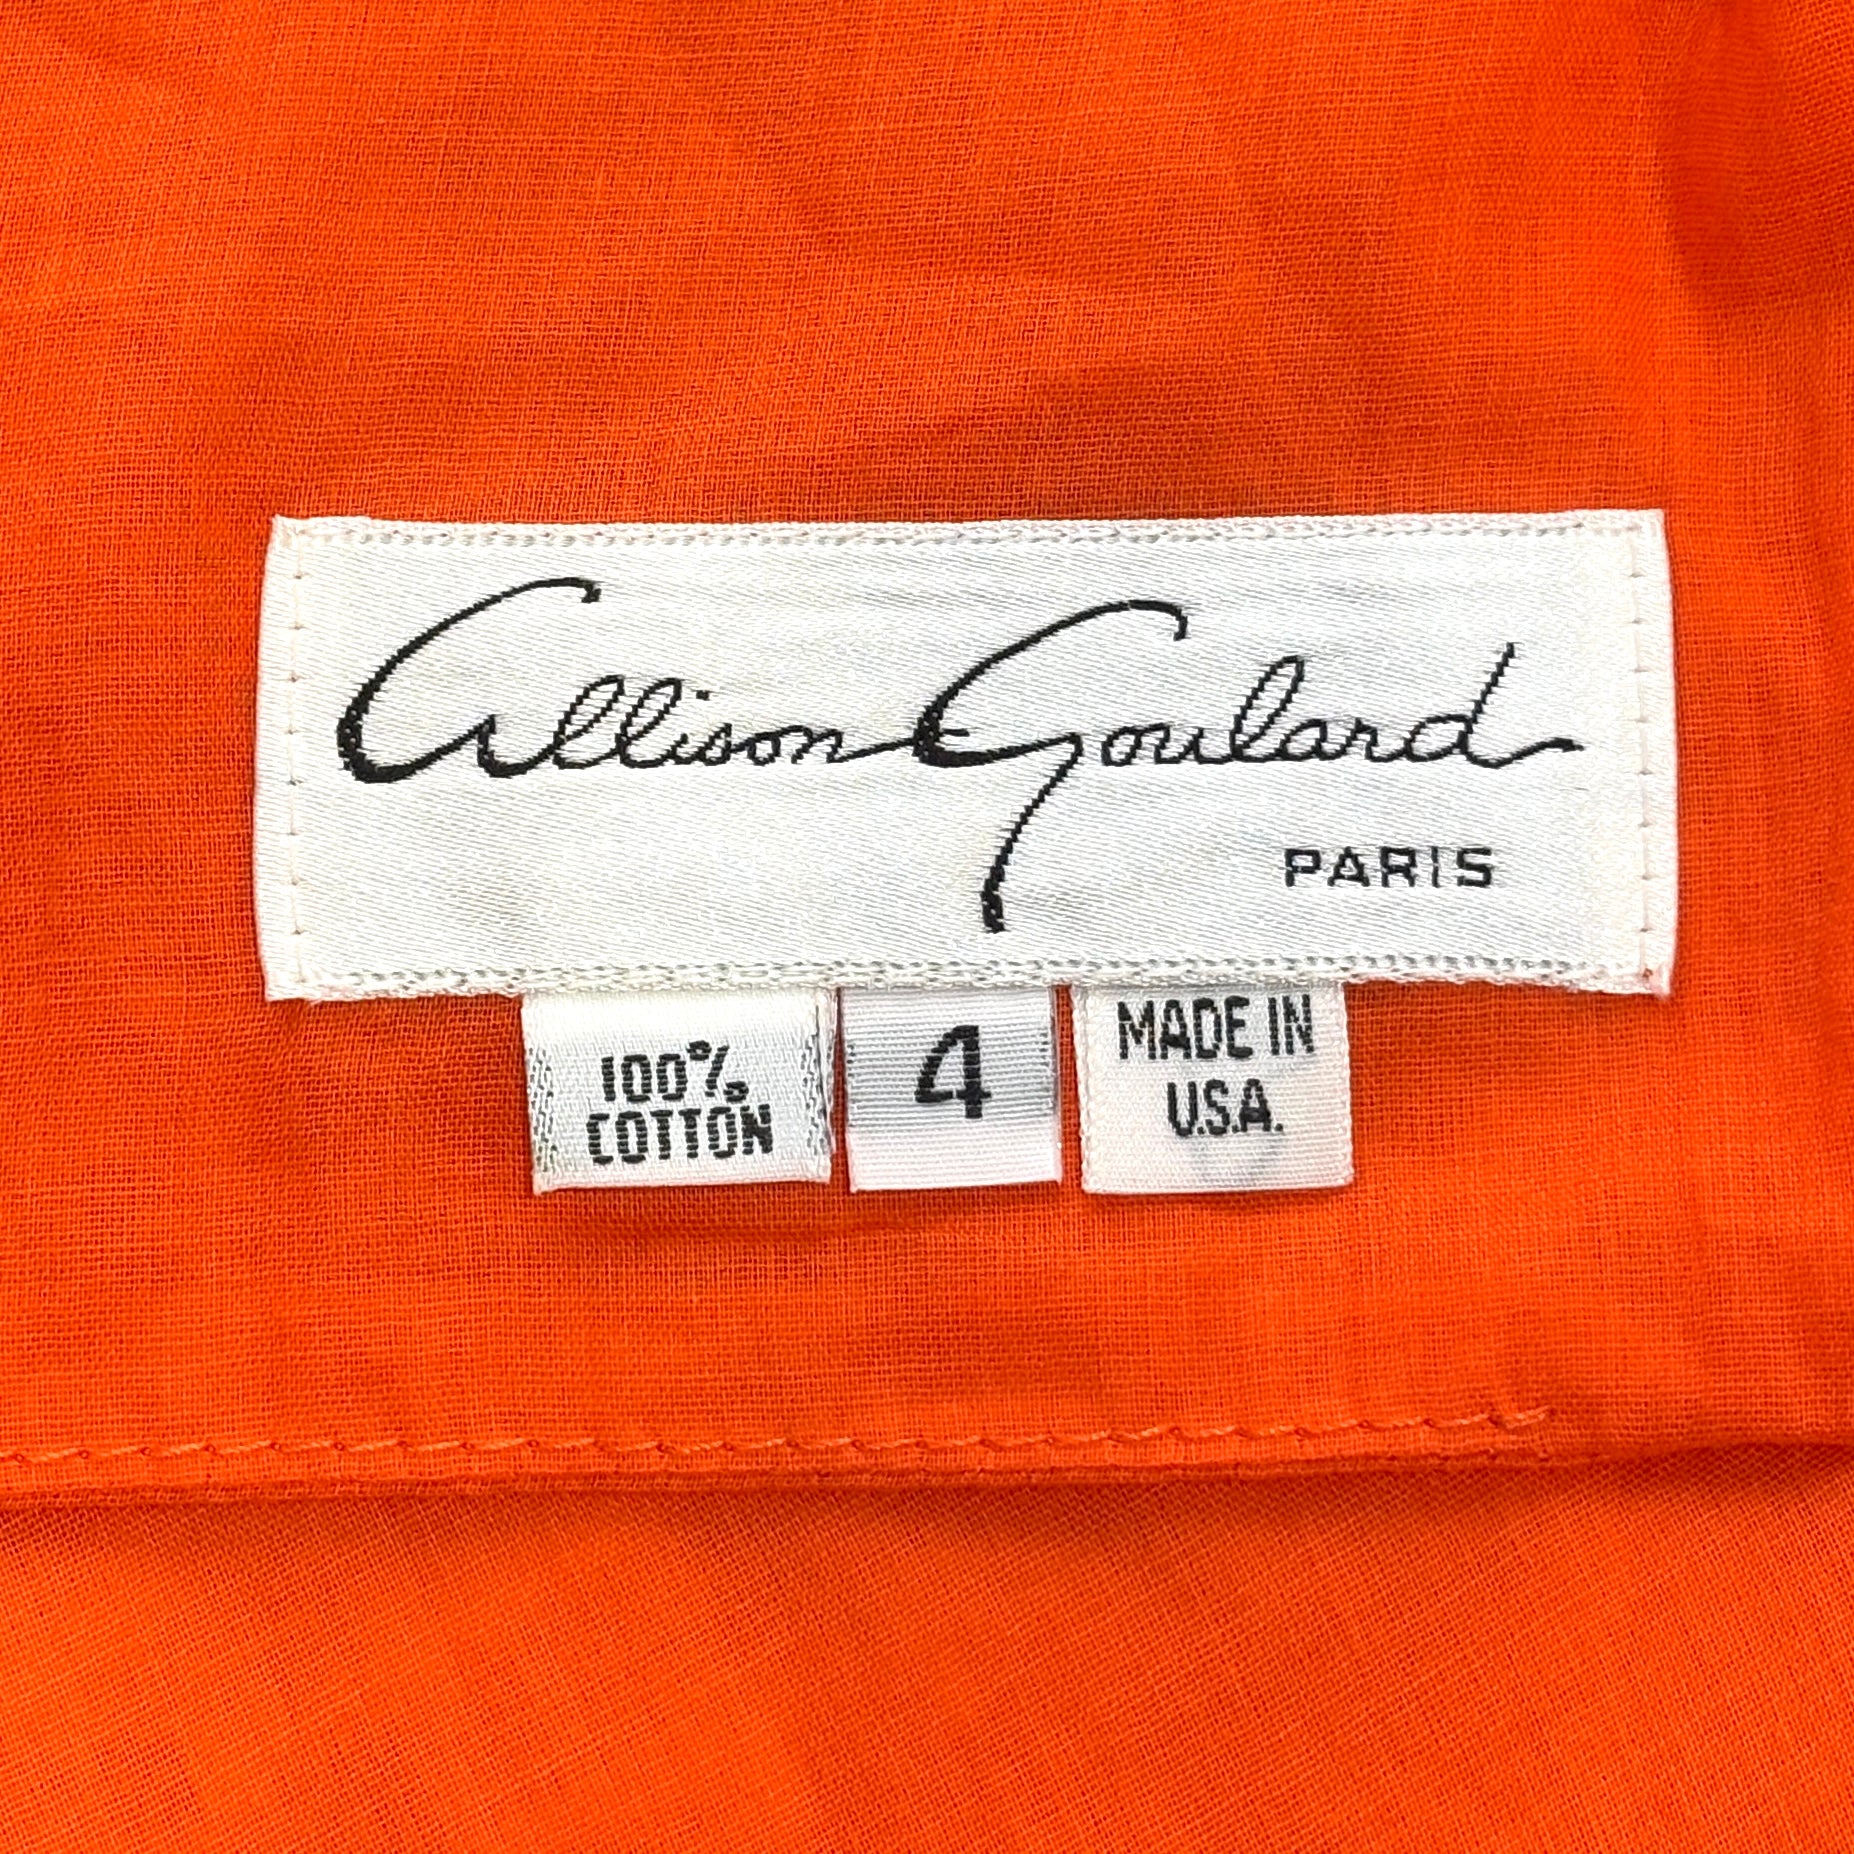 Allison Goulard
PARIS
100%
COTTON
4
MADE IN
U.S.A.